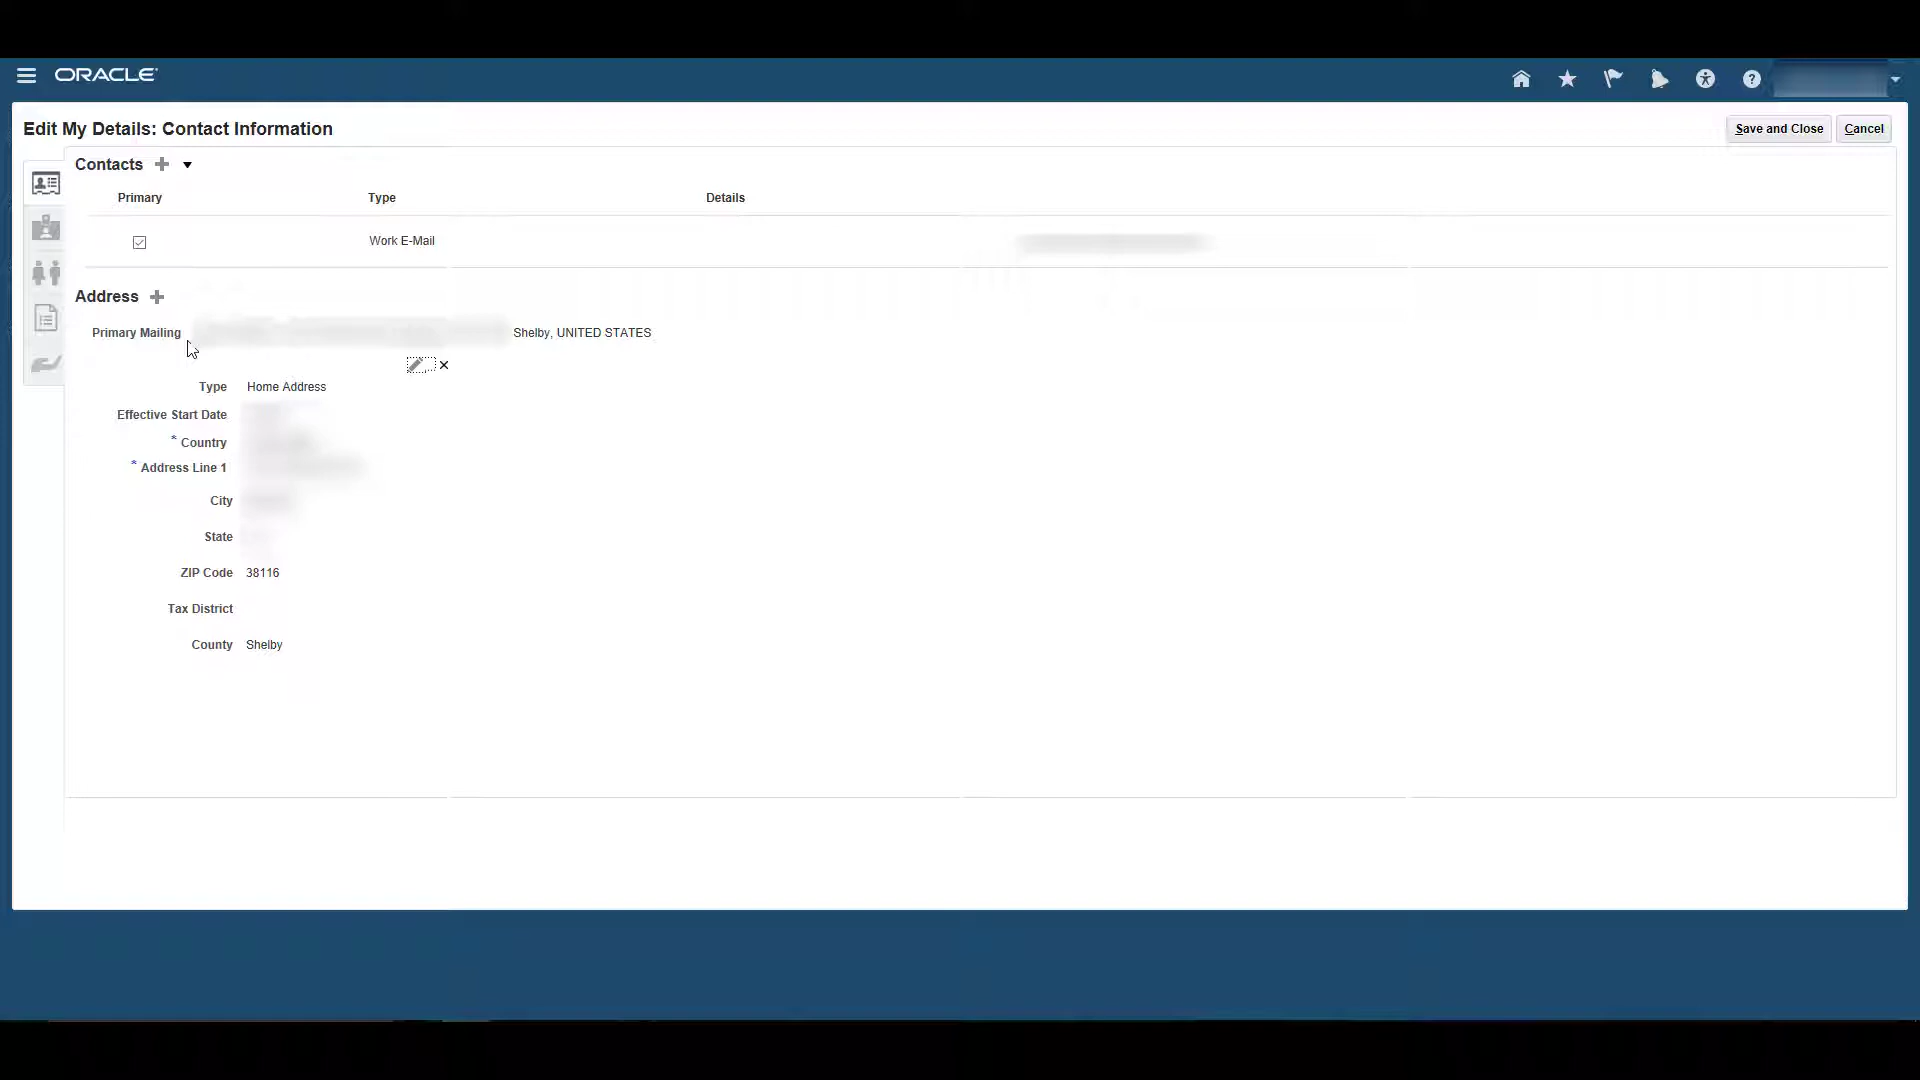 ORACLE
Edit My Details: Contact Information
Save and Close
Cancel
Contacts
Primary Type Details
Work E-Mail
Address
Primary Mailing Shelby, UNITED STATES
Type Home Address
Effective Start Date
* Country
* Address Line 1
City
State
ZIP Code 38116
Tax District
County Shelby